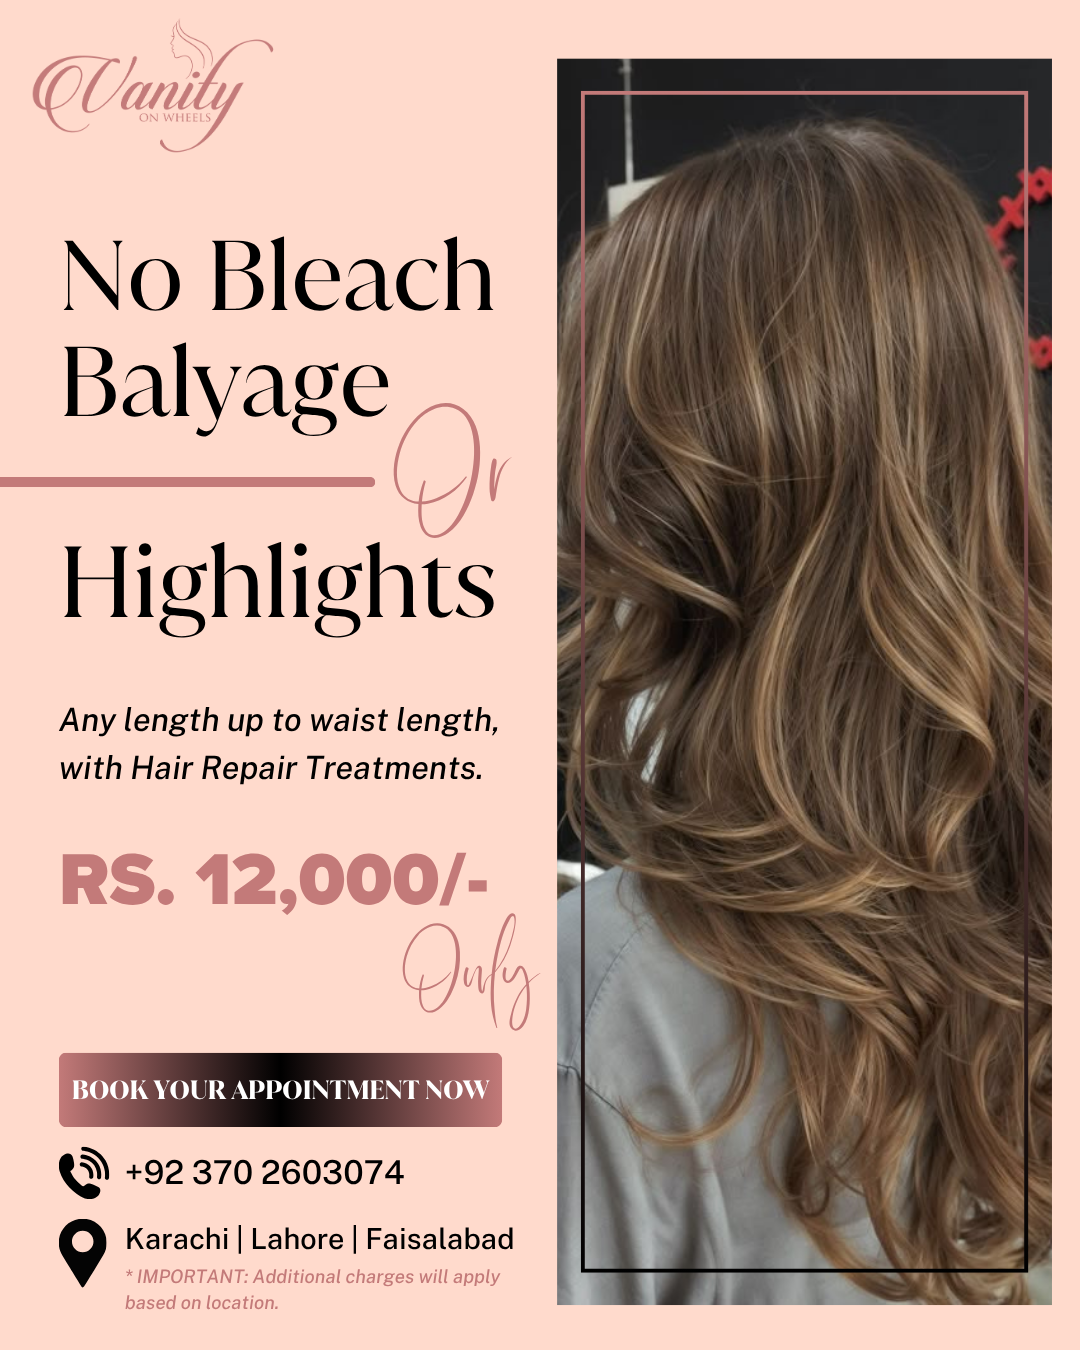 Vanity
ON WHEELS
No Bleach
Balyage
Or
Highlights
Any length up to waist length,
with Hair Repair Treatments.
RS. 12,000/-
Only
BOOK YOUR APPOINTMENT NOW
+92 370 2603074
Karachi | Lahore | Faisalabad
* IMPORTANT: Additional charges will apply
based on location.